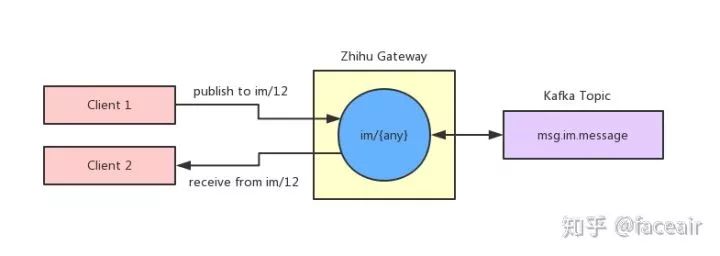 Zhihu Gateway
Client 1
publish to im/12
Kafka Topic
im/{any}
msg.im.message
Client 2
receive from im/12
知乎 @faceair